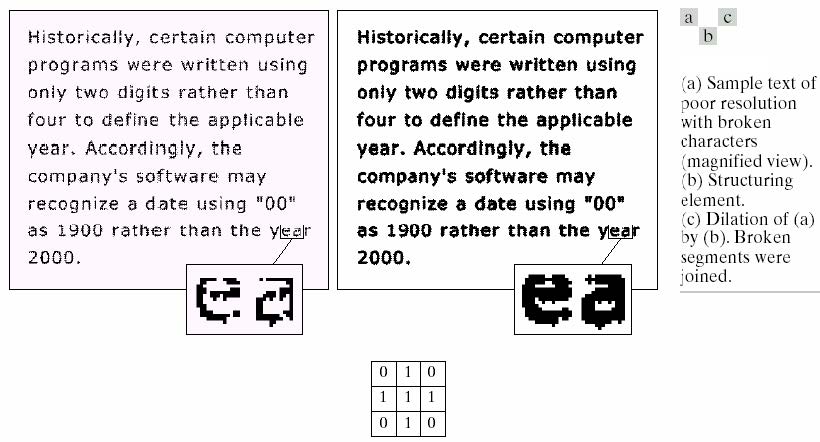 Historically, certain computer
programs were written using
only two digits rather than
four to define the applicable
year. Accordingly, the
company's software may
recognize a date using "00"
as 1900 rather than the year
2000.
ea
Historically, certain computer
programs were written using
only two digits rather than
four to define the applicable
year. Accordingly, the
company's software may
recognize a date using "00"
as 1900 rather than the year
2000.
ea
a c
b
(a) Sample text of
poor resolution
with broken
characters
(magnified view).
(b) Structuring
element.
(c) Dilation of (a)
by (b). Broken
segments were
joined.
0 1 0
1 1 1
0 1 0